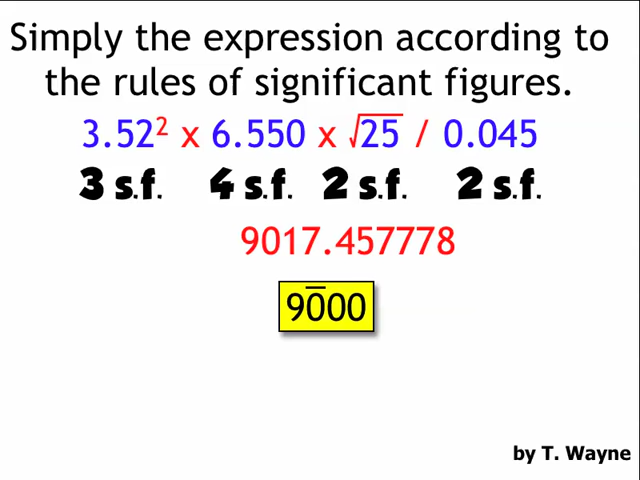 Simply the expression according to
the rules of significant figures.
3.52² x 6.550 x √25 / 0.045
3 s.f. 4 s.f. 2 s.f. 2 s.f.
9017.457778
90̅00
by T. Wayne